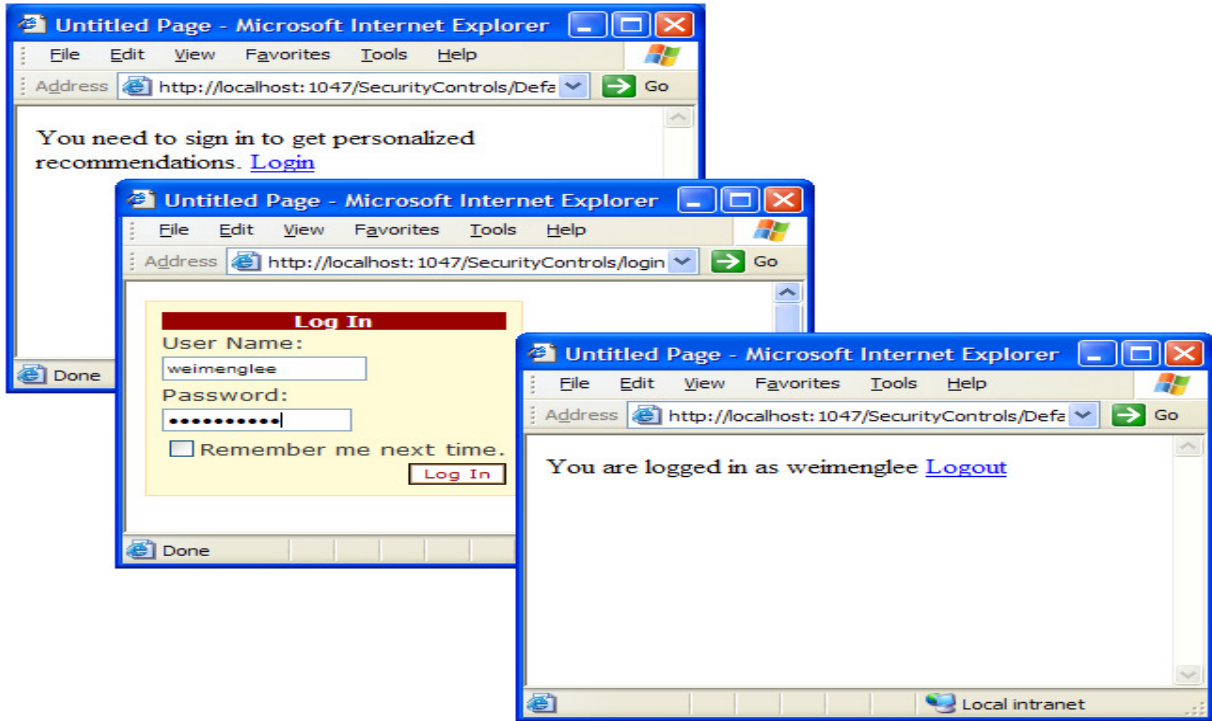 Untitled Page - Microsoft Internet Explorer
File Edit View Favorites Tools Help
Address http://localhost:1047/SecurityControls/Defa Go
You need to sign in to get personalized
recommendations. Login
Done
Untitled Page - Microsoft Internet Explorer
File Edit View Favorites Tools Help
Address http://localhost:1047/SecurityControls/login Go
Log In
User Name:
weimenglee
Password:
••••••••••
Remember me next time.
Log In
Done
Untitled Page - Microsoft Internet Explorer
File Edit View Favorites Tools Help
Address http://localhost:1047/SecurityControls/Defa Go
You are logged in as weimenglee Logout
Local intranet